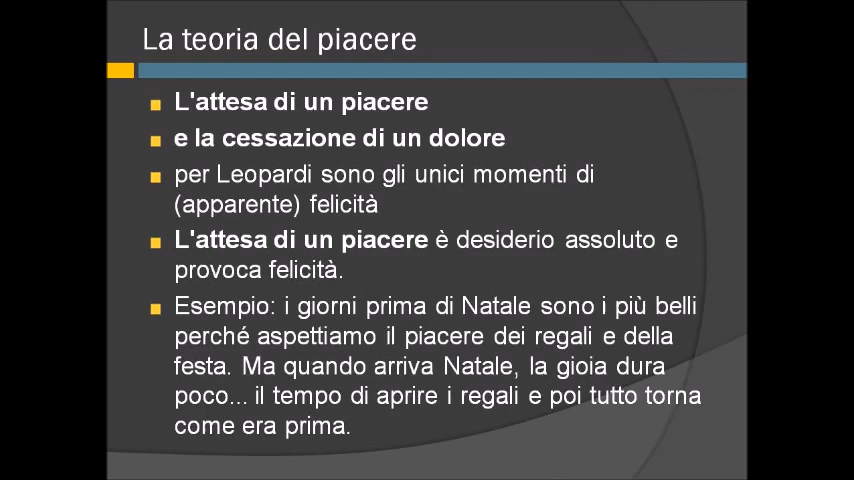 La teoria del piacere
L'attesa di un piacere
e la cessazione di un dolore
per Leopardi sono gli unici momenti di
(apparente) felicità
L'attesa di un piacere è desiderio assoluto e
provoca felicità.
Esempio: i giorni prima di Natale sono i più belli
perché aspettiamo il piacere dei regali e della
festa. Ma quando arriva Natale, la gioia dura
poco... il tempo di aprire i regali e poi tutto torna
come era prima.